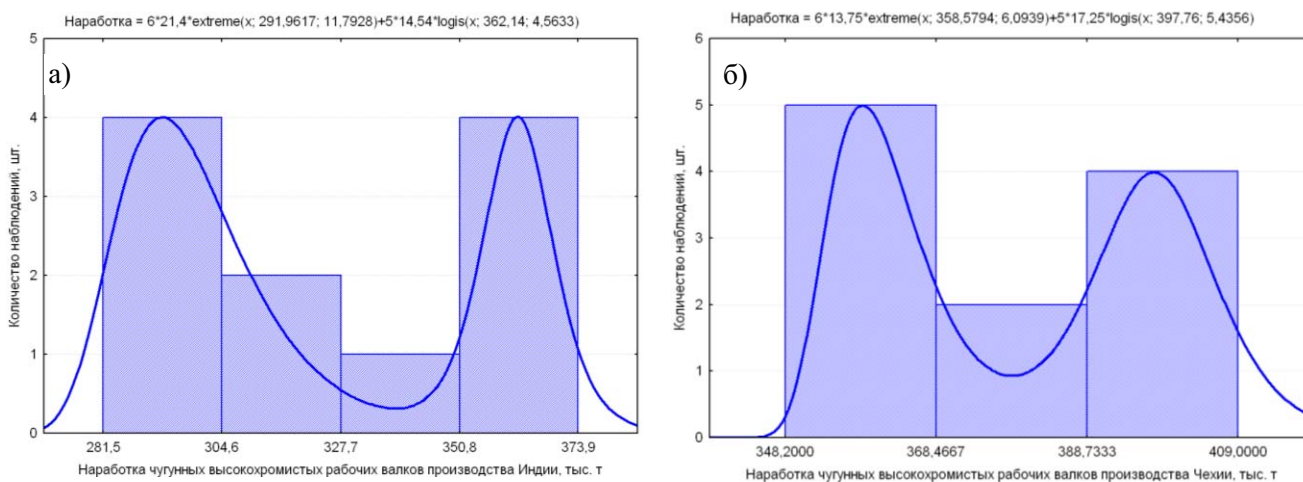 Наработка = 6*21,4*extreme(x; 291,9617; 11,7928)+5*14,54*logis(x; 362,14; 4,5633)
а)
Количество наблюдений, шт.
5
4
3
2
1
0
281,5 304,6 327,7 350,8 373,9
Наработка чугунных высокохромистых рабочих валков производства Индии, тыс. т
Наработка = 6*13,75*extreme(x; 358,5794; 6,0939)+5*17,25*logis(x; 397,76; 5,4356)
б)
Количество наблюдений, шт.
6
5
4
3
2
1
0
348,2000 368,4667 388,7333 409,0000
Наработка чугунных высокохромистых рабочих валков производства Чехии, тыс. т